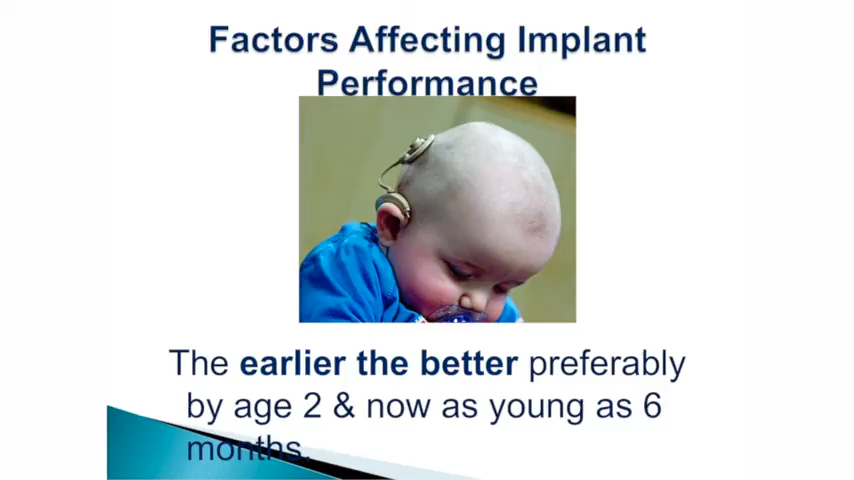 Factors Affecting Implant
Performance
The earlier the better preferably
by age 2 & now as young as 6
months.